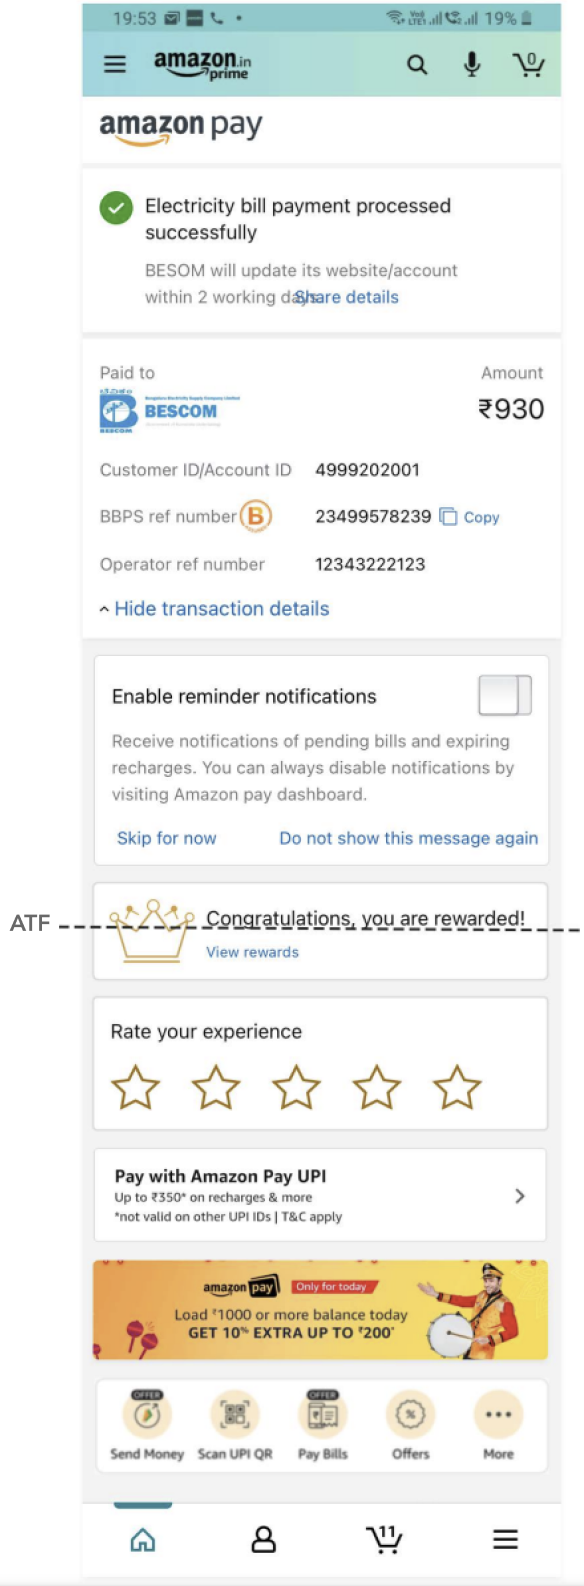 19:53 19%
amazon.in
prime
0
amazon pay
Electricity bill payment processed
successfully
BESOM will update its website/account
within 2 working days. Share details
Paid to Amount
BESCOM
BESCOM
₹930
Customer ID/Account ID 4999202001
BBPS ref number B 23499578239 Copy
Operator ref number 12343222123
Hide transaction details
Enable reminder notifications
Receive notifications of pending bills and expiring
recharges. You can always disable notifications by
visiting Amazon pay dashboard.
Skip for now Do not show this message again
ATF
Congratulations, you are rewarded!
View rewards
Rate your experience
Pay with Amazon Pay UPI
Up to ₹350* on recharges & more
*not valid on other UPI IDs | T&C apply
amazon pay Only for today
Load ₹1000 or more balance today
GET 10% EXTRA UP TO ₹200*
OFFER OFFER
Send Money Scan UPI QR Pay Bills Offers More
11